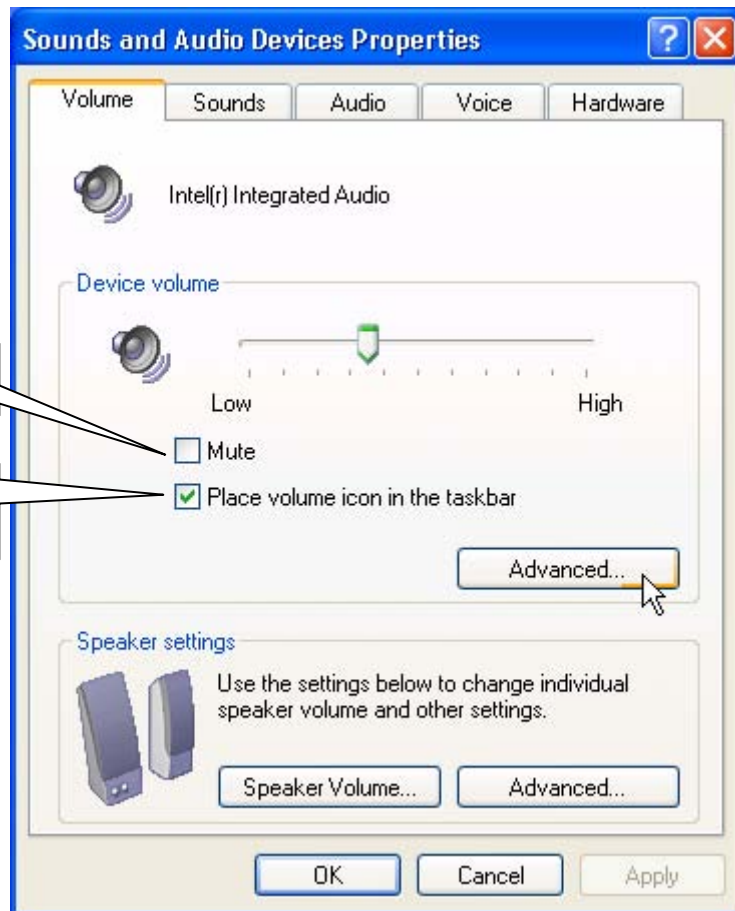 Sounds and Audio Devices Properties
Volume Sounds Audio Voice Hardware
Intel(r) Integrated Audio
Device volume
Low High
Mute
Place volume icon in the taskbar
Advanced...
Speaker settings
Use the settings below to change individual
speaker volume and other settings.
Speaker Volume... Advanced...
OK Cancel Apply